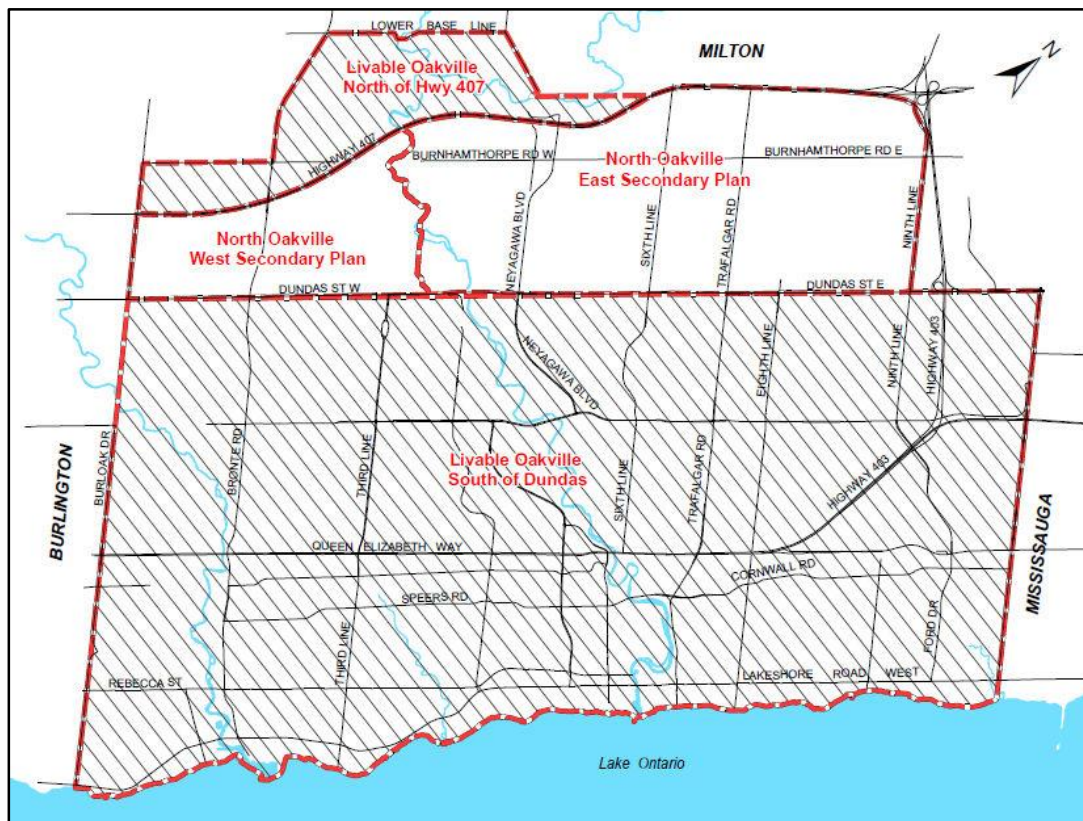 LOWER BASE LINE
MILTON
N
Livable Oakville
North of Hwy 407
HIGHWAY 407
BURNHAMTHORPE RD W
North Oakville
East Secondary Plan
BURNHAMTHORPE RD E
NEYAGAWA BLVD
SIXTH LINE
TRAFALGAR RD
NINTH LINE
North Oakville
West Secondary Plan
DUNDAS ST W
DUNDAS ST E
NEYAGAWA BLVD
EIGHTH LINE
NINTH LINE
HIGHWAY 403
BURLINGTON
BURLOAK DR
BRONTE RD
THIRD LINE
Livable Oakville
South of Dundas
SIXTH LINE
TRAFALGAR RD
HIGHWAY 403
MISSISSAUGA
QUEEN ELIZABETH WAY
CORNWALL RD
SPEERS RD
THIRD LINE
FORD DR
REBECCA ST
LAKESHORE ROAD WEST
Lake Ontario